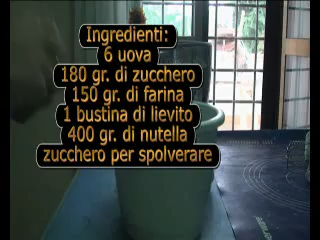 Ingredienti:
6 uova
180 gr. di zucchero
150 gr. di farina
1 bustina di lievito
400 gr. di nutella
zucchero per spolverare